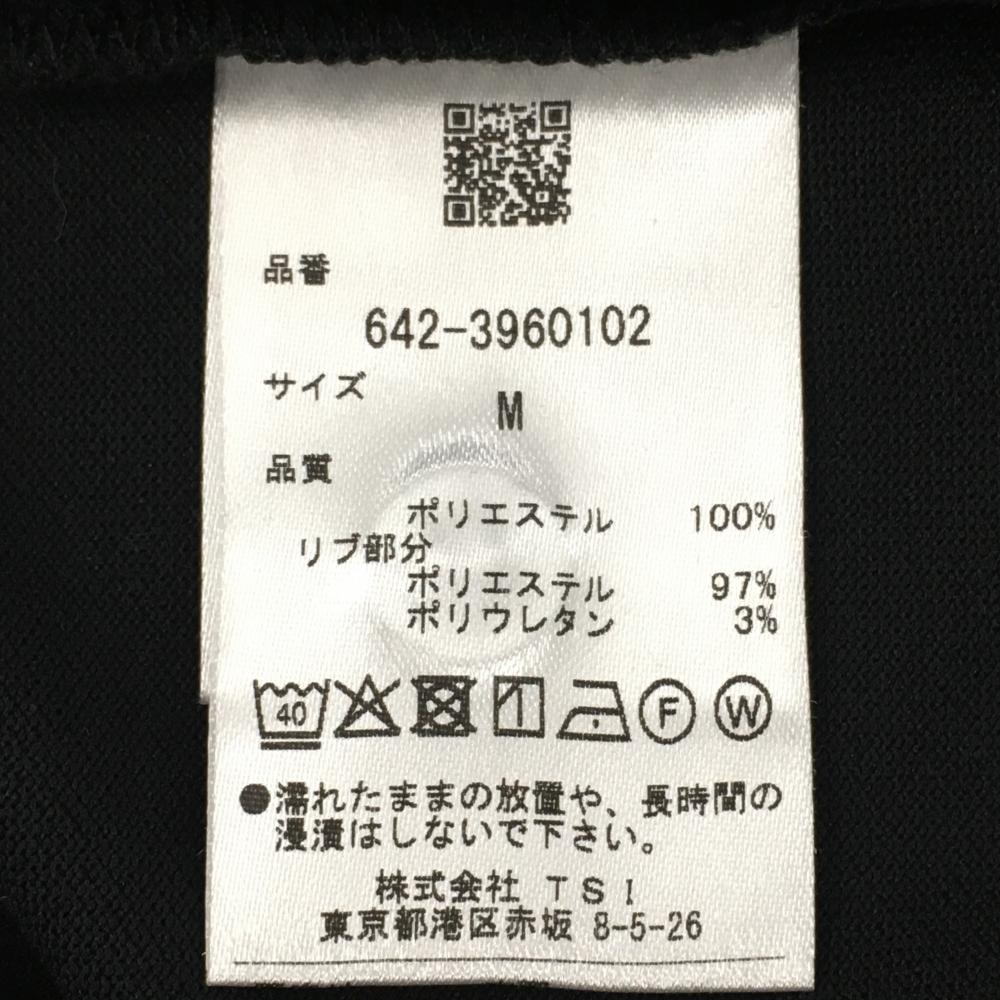 品番
642-3960102
サイズ
M
品質
ポリエステル 100%
リブ部分
ポリエステル 97%
ポリウレタン 3%
40 F W
●濡れたままの放置や、長時間の
浸漬はしないで下さい。
株式会社 TSI
東京都港区赤坂 8-5-26